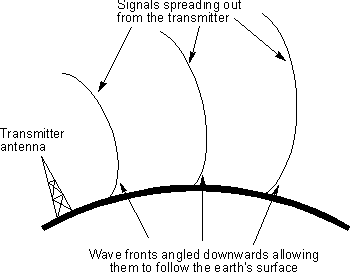 Signals spreading out
from the transmitter
Transmitter
antenna
Wave fronts angled downwards allowing
them to follow the earth's surface